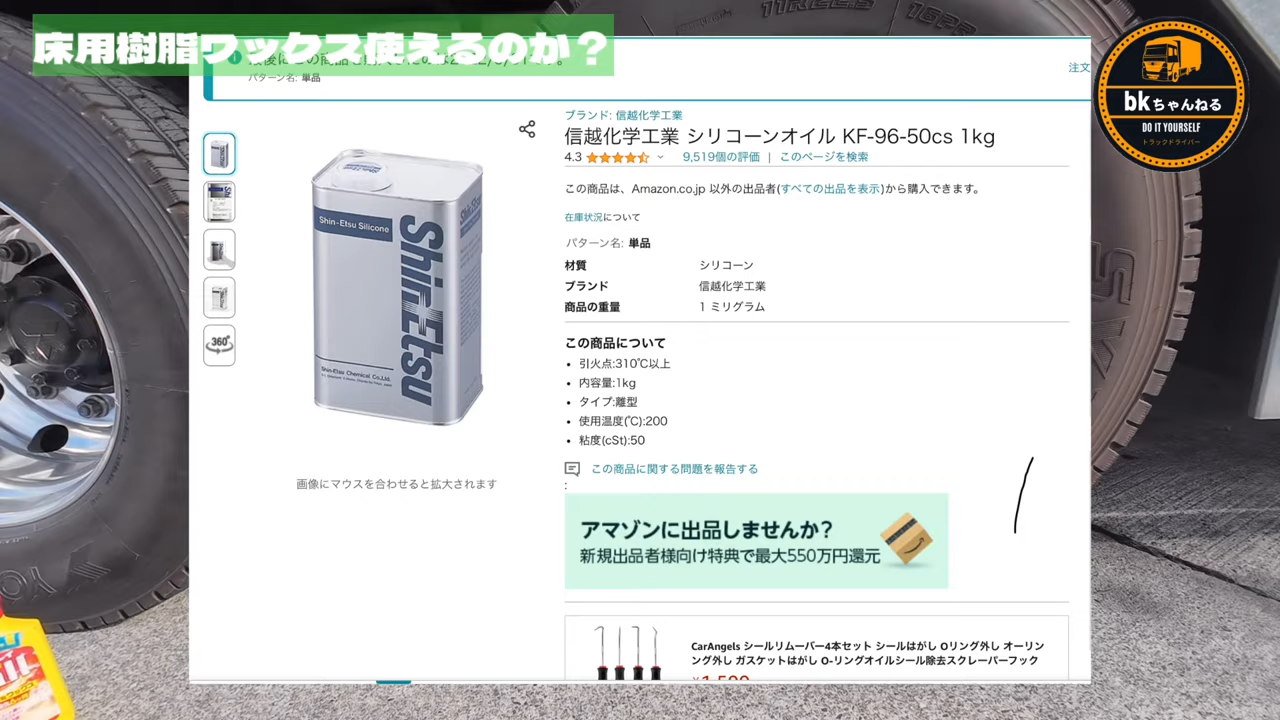 床用樹脂ワックス使えるのか？
パターン名: 単品
注文
bkちゃんねる
DO IT YOURSELF
トラックドライバー
ブランド: 信越化学工業
信越化学工業 シリコーンオイル KF-96-50cs 1kg
4.3
9,519個の評価 | このページを検索
この商品は、Amazon.co.jp 以外の出品者(すべての出品を表示)から購入できます。
在庫状況について
パターン名: 単品
材質 シリコーン
ブランド 信越化学工業
商品の重量 1 ミリグラム
この商品について
• 引火点:310℃以上
• 内容量:1kg
• タイプ:離型
• 使用温度(℃):200
• 粘度(cSt):50
この商品に関する問題を報告する
:
アマゾンに出品しませんか?
新規出品者様向け特典で最大550万円還元
CarAngels シールリムーバー4本セット シールはがし Oリング外し オーリン
ング外し ガスケットはがし O-リングオイルシール除去スクレーパーフック
360°
Shin-Etsu Silicone
Shin-Etsu
Shin-Etsu Chemical Co.,Ltd.
画像にマウスを合わせると拡大されます